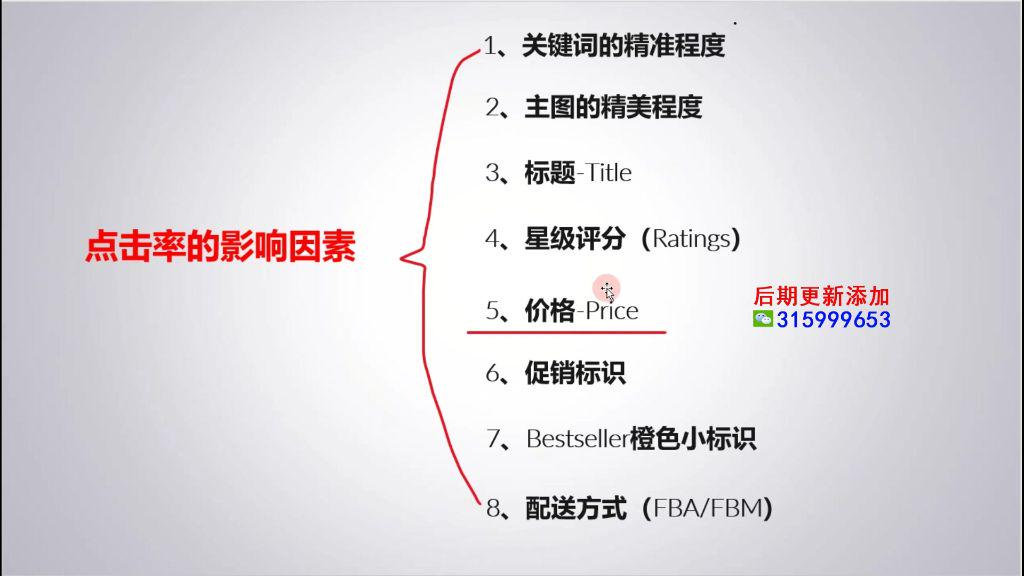 点击率的影响因素
1、关键词的精准程度
2、主图的精美程度
3、标题-Title
4、星级评分（Ratings）
5、价格-Price
6、促销标识
7、Bestseller橙色小标识
8、配送方式（FBA/FBM）
后期更新添加
315999653